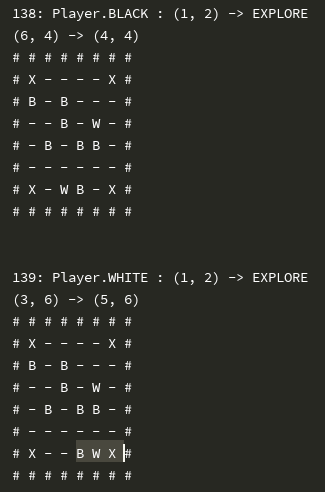 138: Player.BLACK : (1, 2) -> EXPLORE
(6, 4) -> (4, 4)
# # # # # # # #
# X - - - - X #
# B - B - - - #
# - - B - W - #
# - B - B B - #
# - - - - - - #
# X - W B - X #
# # # # # # # #
139: Player.WHITE : (1, 2) -> EXPLORE
(3, 6) -> (5, 6)
# # # # # # # #
# X - - - - X #
# B - B - - - #
# - - B - W - #
# - B - B B - #
# - - - - - - #
# X - - B W X #
# # # # # # # #